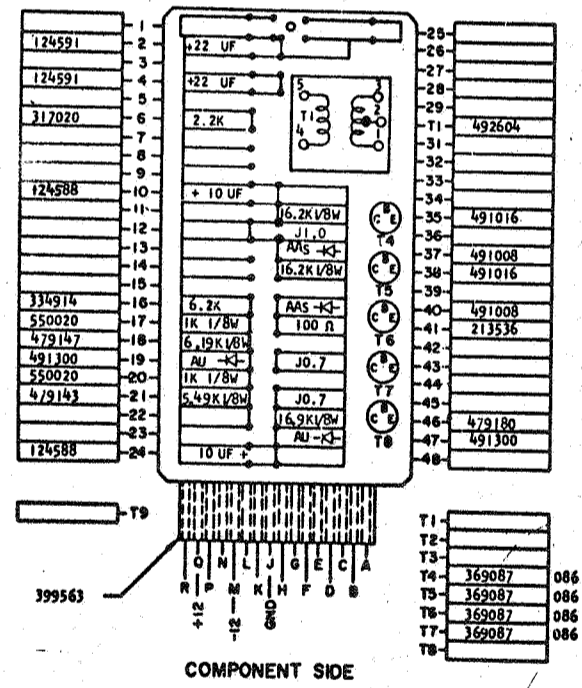 1 25
124591 2 +22 UF 26
3 27
124591 4 +22 UF 5 3 28
5 T1 2 29
317020 6 2.2K 4 1 T1 492604
7 31
8 32
9 33
124588 10 + 10 UF 34
11 16.2K 1/8W C B E 35 491016
12 J1.0 T4 36
13 AAS 37 491008
14 16.2K 1/8W C B E 38 491016
15 T5 39
334914 16 6.2K AAS 40 491008
550020 17 1K 1/8W 100 Ω C B E 41 213536
479147 18 6.19K 1/8W T6 42
491300 19 AU J0.7 43
550020 20 1K 1/8W C B E 44
479143 21 5.49K 1/8W J0.7 T7 45
22 16.9K 1/8W C B E 46 479180
23 AU 47 491300
124588 24 10 UF + T8 48
T9
399563
R Q P N M L K J H G F E D C B A
+12 -12 GND
T1
T2
T3
T4 369087 086
T5 369087 086
T6 369087 086
T7 369087 086
T8
COMPONENT SIDE